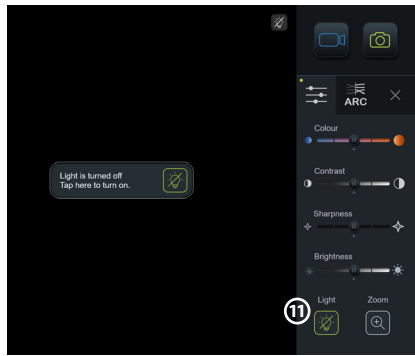 ARC
Colour
Light is turned off
Tap here to turn on.
Contrast
Sharpness
Brightness
Light Zoom
11